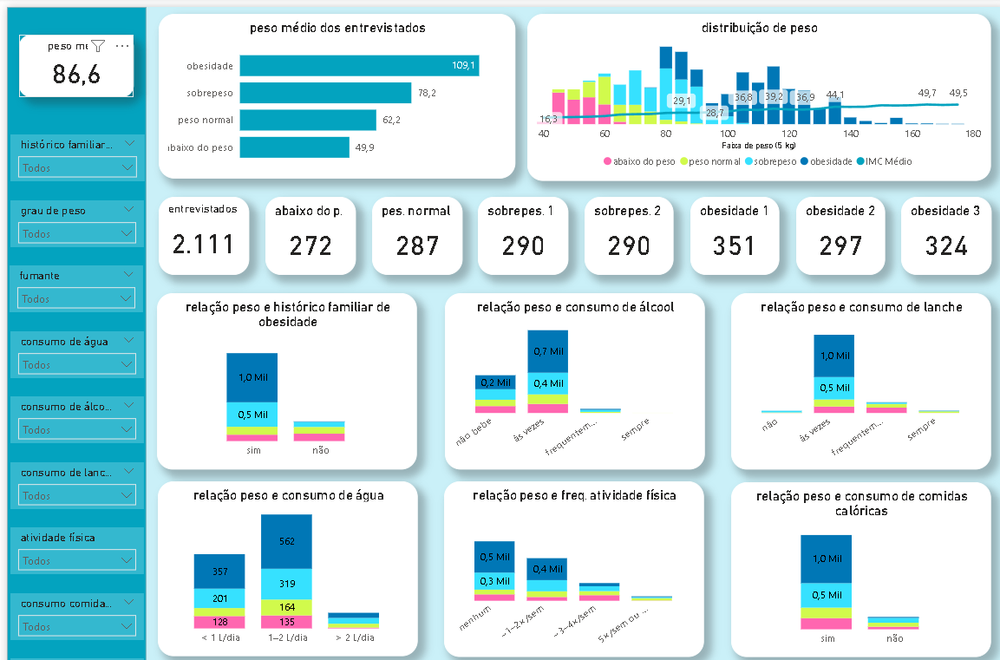 peso mé
86,6
histórico familiar...
Todos
grau de peso
Todos
fumante
Todos
consumo de água
Todos
consumo de álco...
Todos
consumo de lanc...
Todos
atividade física
Todos
consumo comida...
Todos
peso médio dos entrevistados
obesidade
109,1
sobrepeso
78,2
peso normal
62,2
abaixo do peso
49,9
distribuição de peso
16,3
29,1
28,7
36,8
39,2
36,9
44,1
49,7
49,5
40 60 80 100 120 140 160 180
Faixa de peso (5 kg)
abaixo do peso peso normal sobrepeso obesidade IMC Médio
entrevistados
2.111
abaixo do p.
272
pes. normal
287
sobrepes. 1
290
sobrepes. 2
290
obesidade 1
351
obesidade 2
297
obesidade 3
324
relação peso e histórico familiar de
obesidade
1,0 Mil
0,5 Mil
sim não
relação peso e consumo de álcool
0,2 Mil
0,7 Mil
0,4 Mil
não bebe às vezes frequentem... sempre
relação peso e consumo de lanche
1,0 Mil
0,5 Mil
não às vezes frequentem... sempre
relação peso e consumo de água
357
201
128
562
319
164
135
< 1 L/dia 1–2 L/dia > 2 L/dia
relação peso e freq. atividade física
0,5 Mil
0,3 Mil
0,4 Mil
nenhum ~1–2×/sem ~3–4×/sem 5×/sem ou ...
relação peso e consumo de comidas
calóricas
1,0 Mil
0,5 Mil
sim não